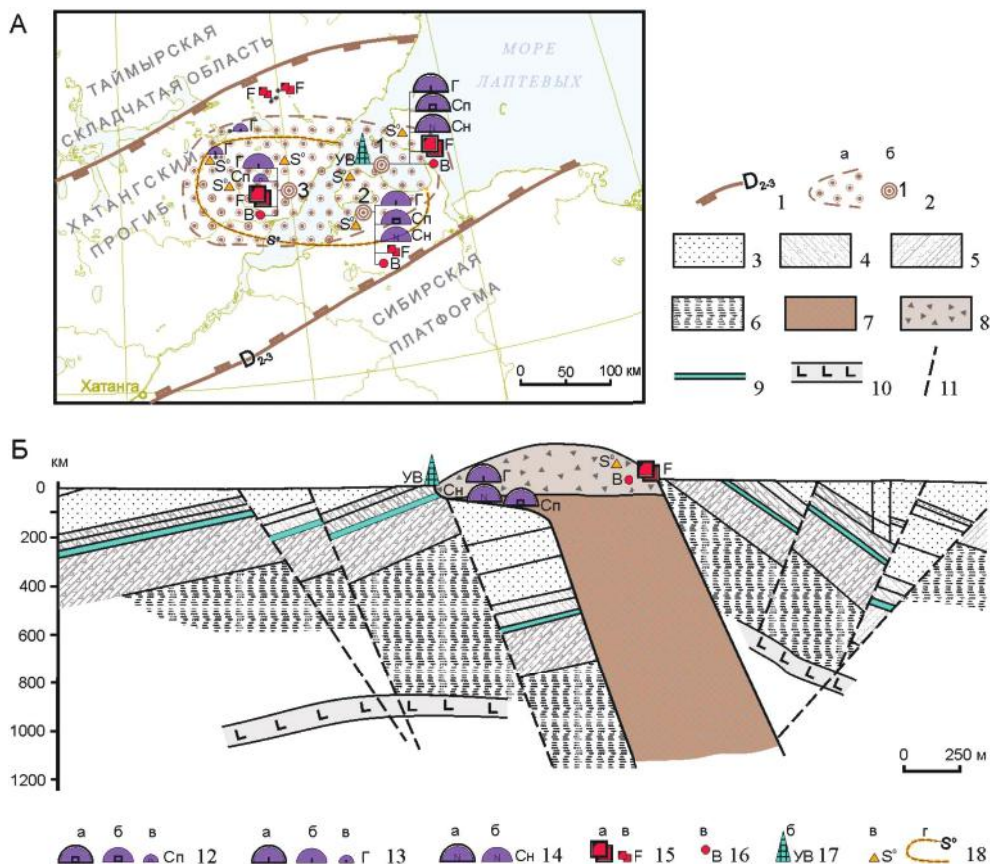 А
ТАЙМЫРСКАЯ
СКЛАДЧАТАЯ ОБЛАСТЬ
МОРЕ
ЛАПТЕВЫХ
ХАТАНГСКИЙ
ПРОГИБ
СИБИРСКАЯ
ПЛАТФОРМА
Хатанга
D2-3
0 50 100 км
F F
Г
Сп
Сн
F
В
S° УВ 1
Г
Г S° Г S°
Сп S°
S° F 3
В
2 Г
Сп
S° Сн
S° F
В
а б
D2-3 1 1 2
3 4 5
6 7 8
9 10 11
Б
км
0
200
400
600
800
1000
1200
УВ Сн Г Сп S° В F
0 250 м
а б в Сп 12
а б в Г 13
а б Сн 14
а в F 15
в В 16
б УВ 17
в S° г S° 18